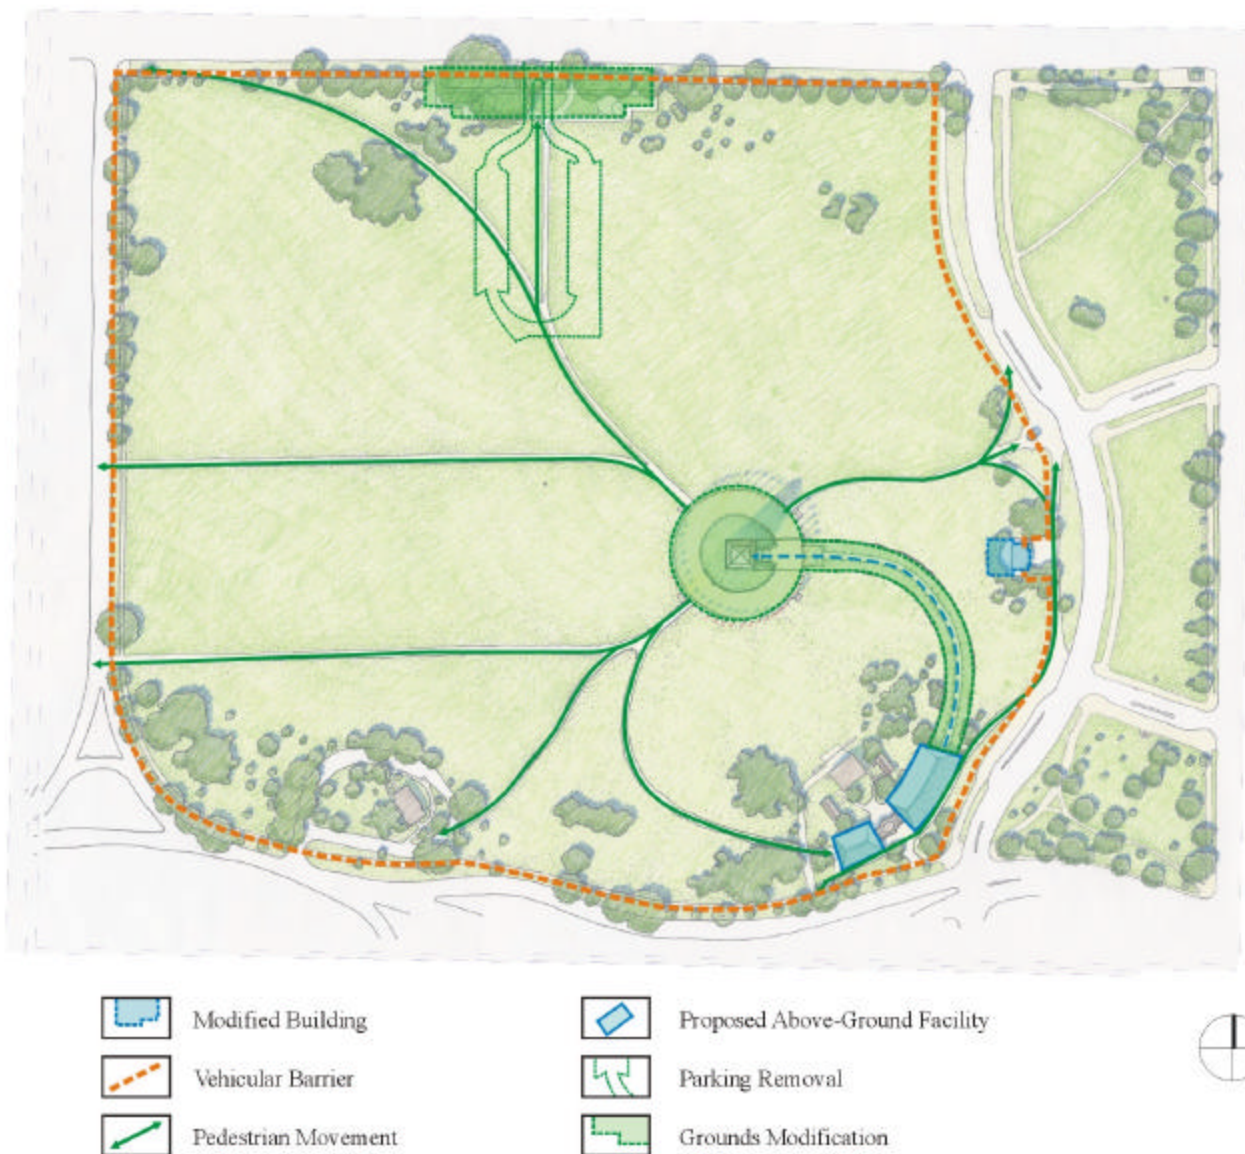 Modified Building
Proposed Above-Ground Facility
Vehicular Barrier
Parking Removal
Pedestrian Movement
Grounds Modification